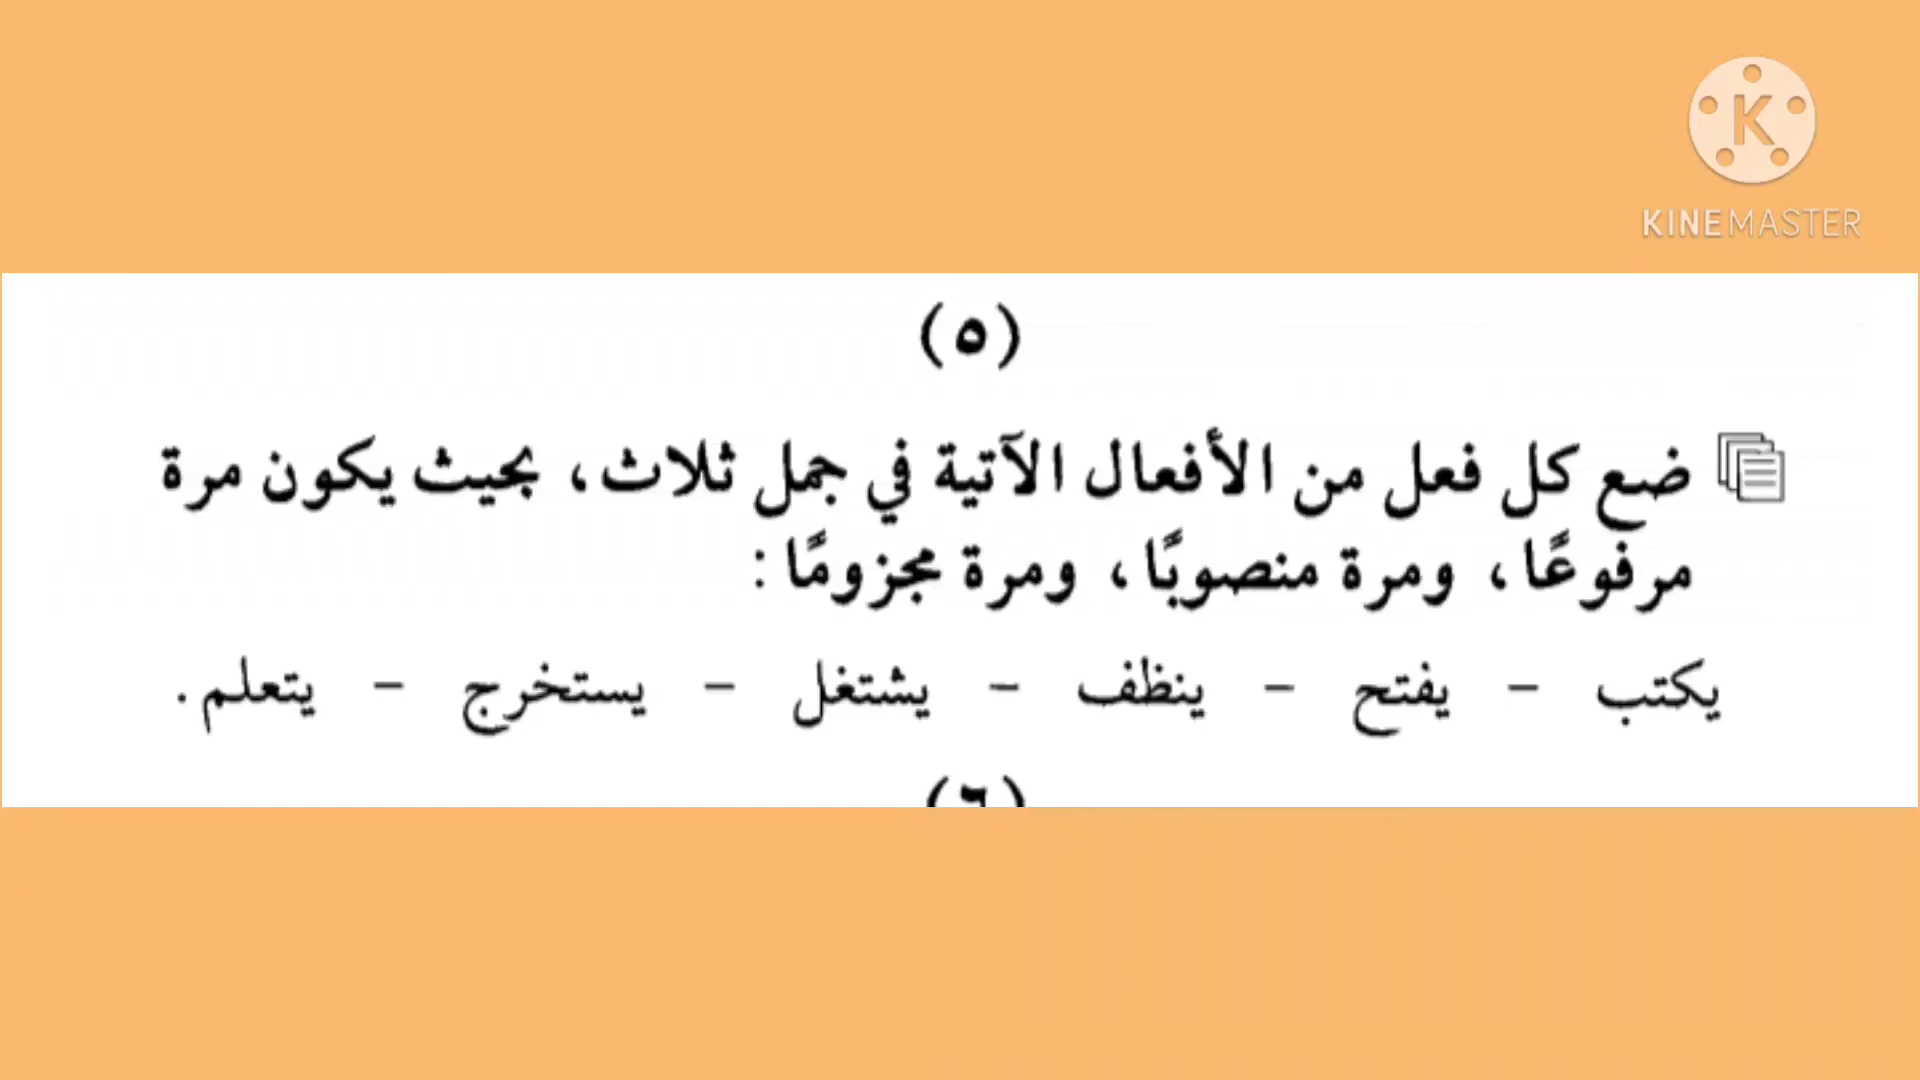 KINEMASTER
(٥)
ضع كل فعل من الأفعال الآتية في جمل ثلاث، بحيث يكون مرة
مرفوعًا، ومرة منصوبًا، ومرة مجزومًا:
يكتب – يفتح – ينظف – يشتغل – يستخرج – يتعلم.
(٦)